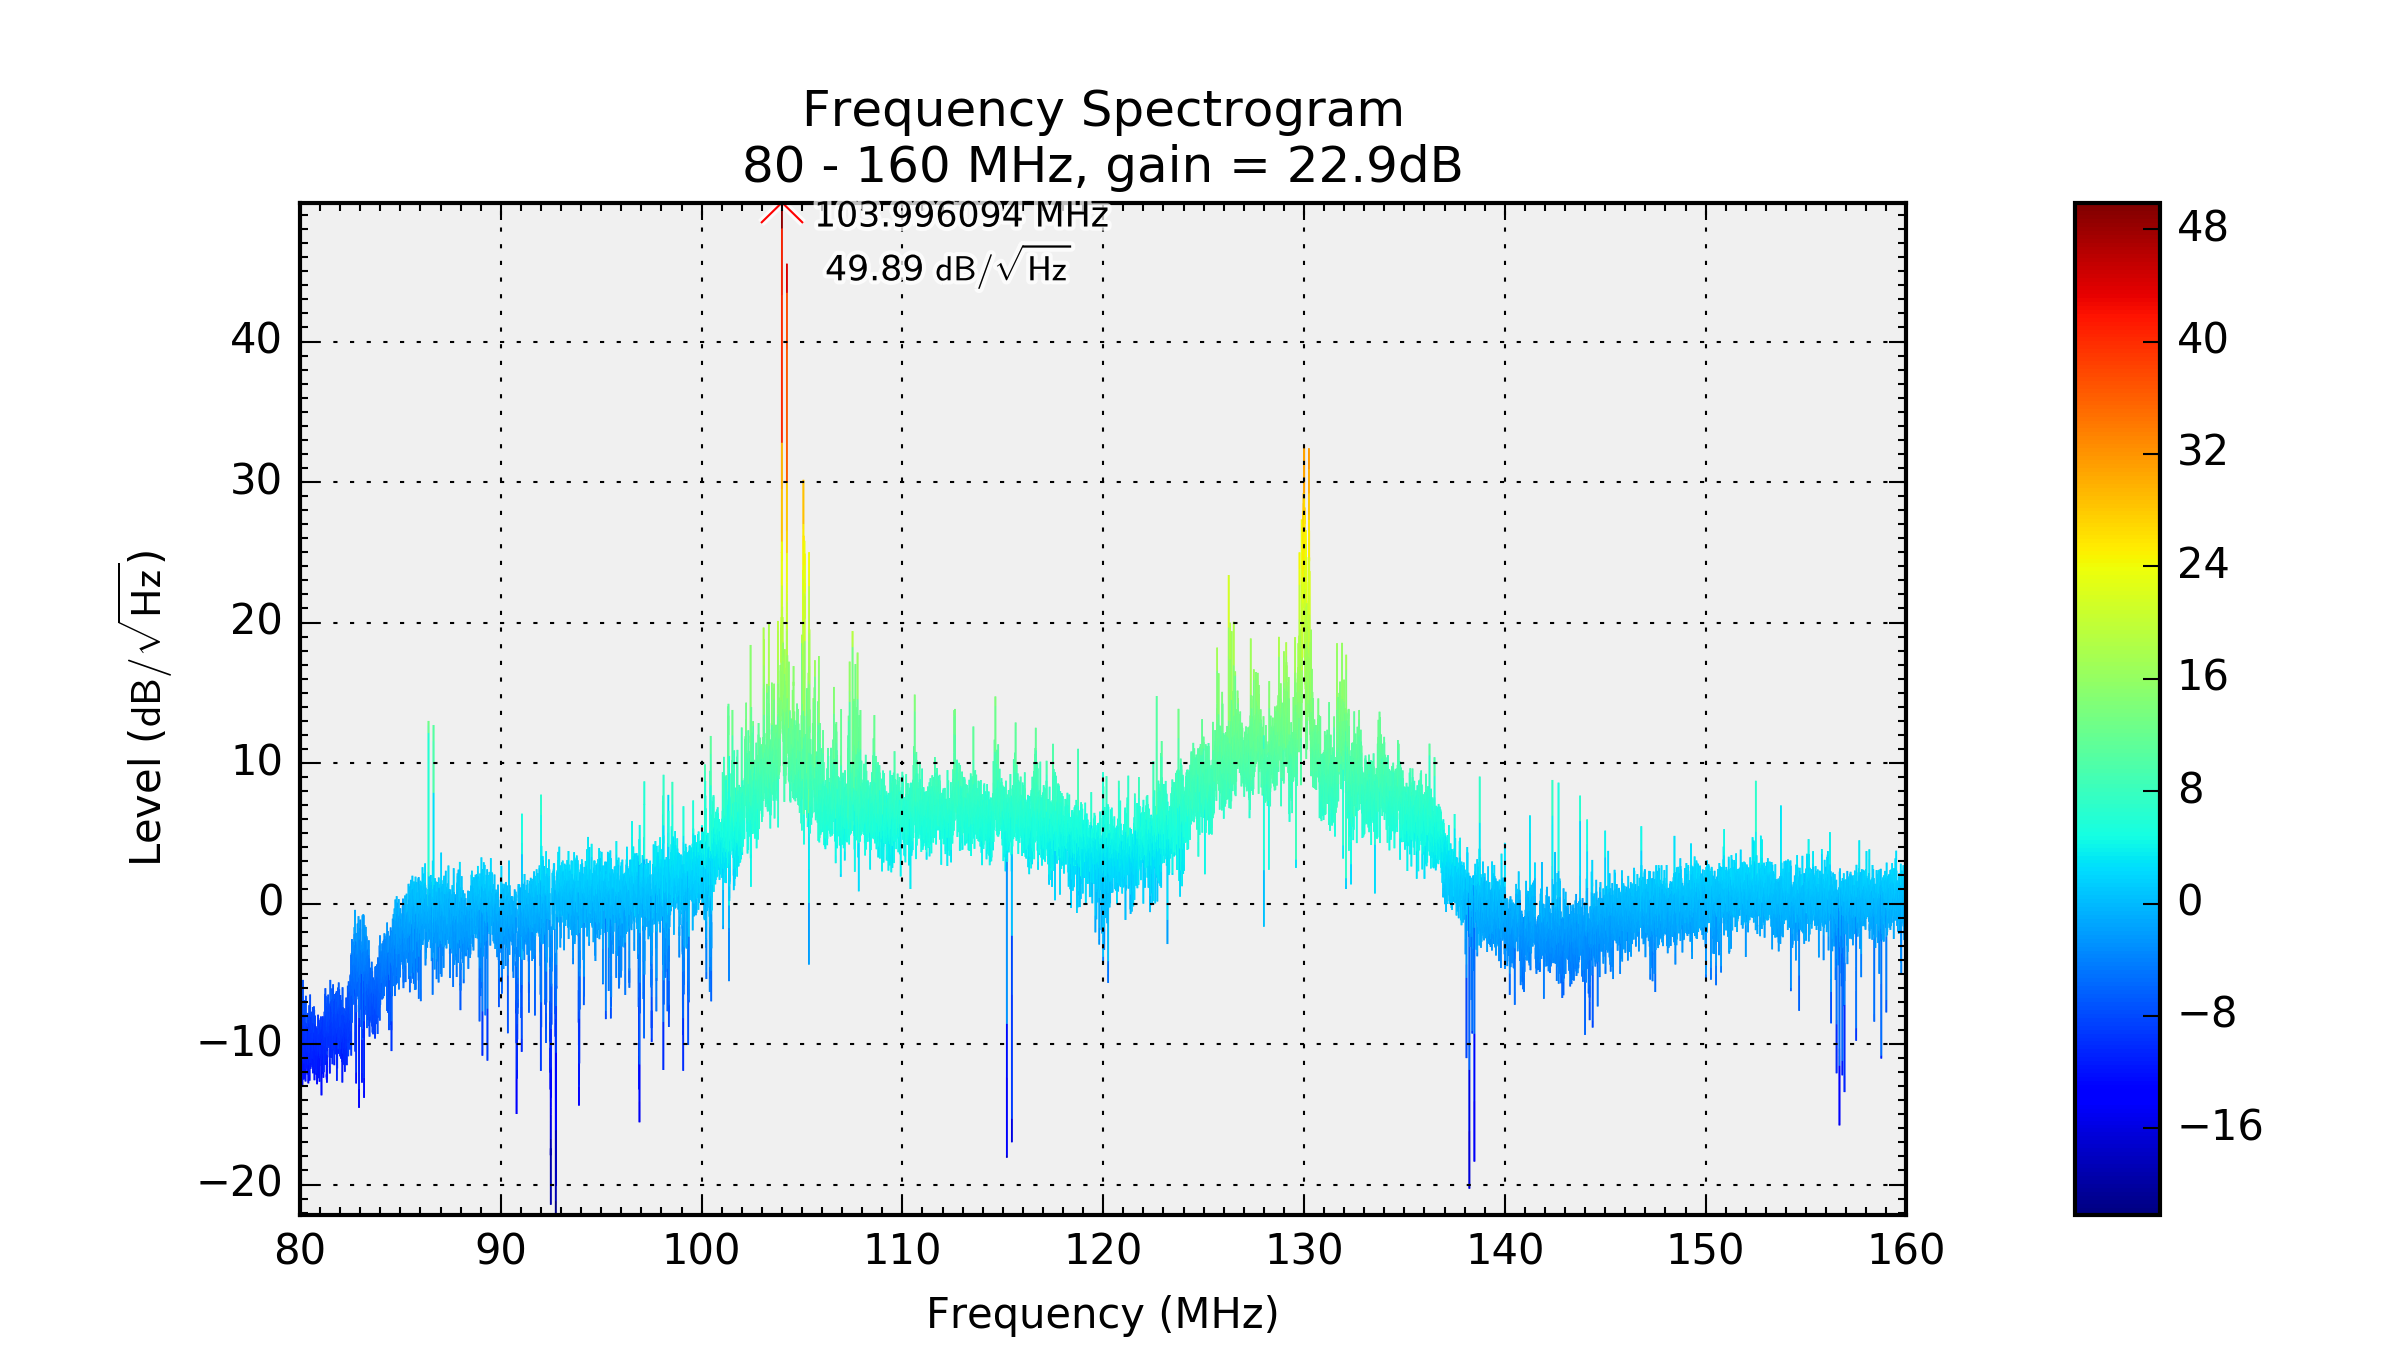 Frequency Spectrogram
80 - 160 MHz, gain = 22.9dB
103.996094 MHz
49.89 dB/√Hz
Level (dB/√Hz)
40
30
20
10
0
−10
−20
80 90 100 110 120 130 140 150 160
Frequency (MHz)
48
40
32
24
16
8
0
−8
−16